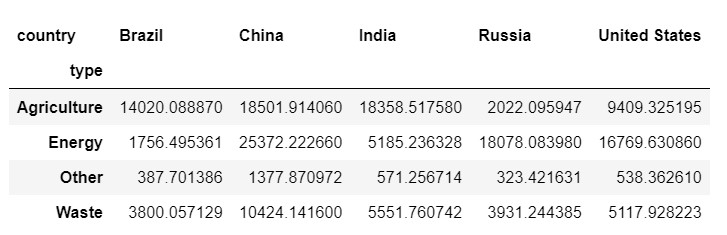 country Brazil China India Russia United States
type
Agriculture 14020.088870 18501.914060 18358.517580 2022.095947 9409.325195
Energy 1756.495361 25372.222660 5185.236328 18078.083980 16769.630860
Other 387.701386 1377.870972 571.256714 323.421631 538.362610
Waste 3800.057129 10424.141600 5551.760742 3931.244385 5117.928223